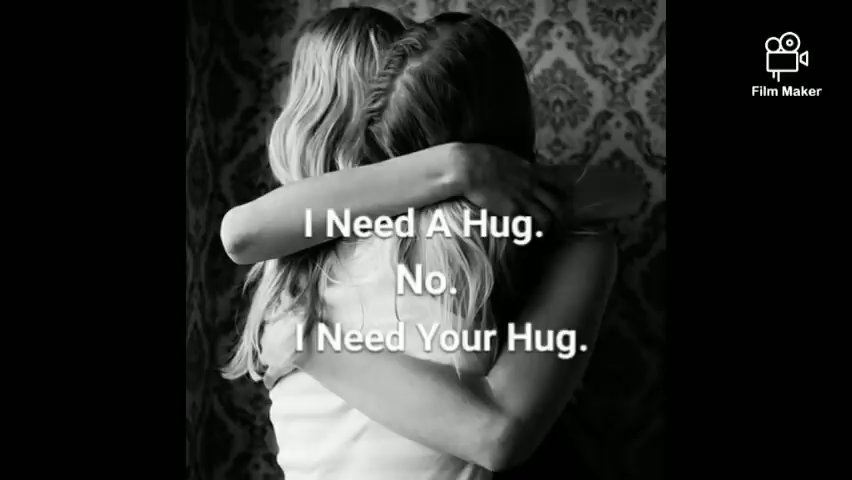 I Need A Hug.
No.
I Need Your Hug.
Film Maker